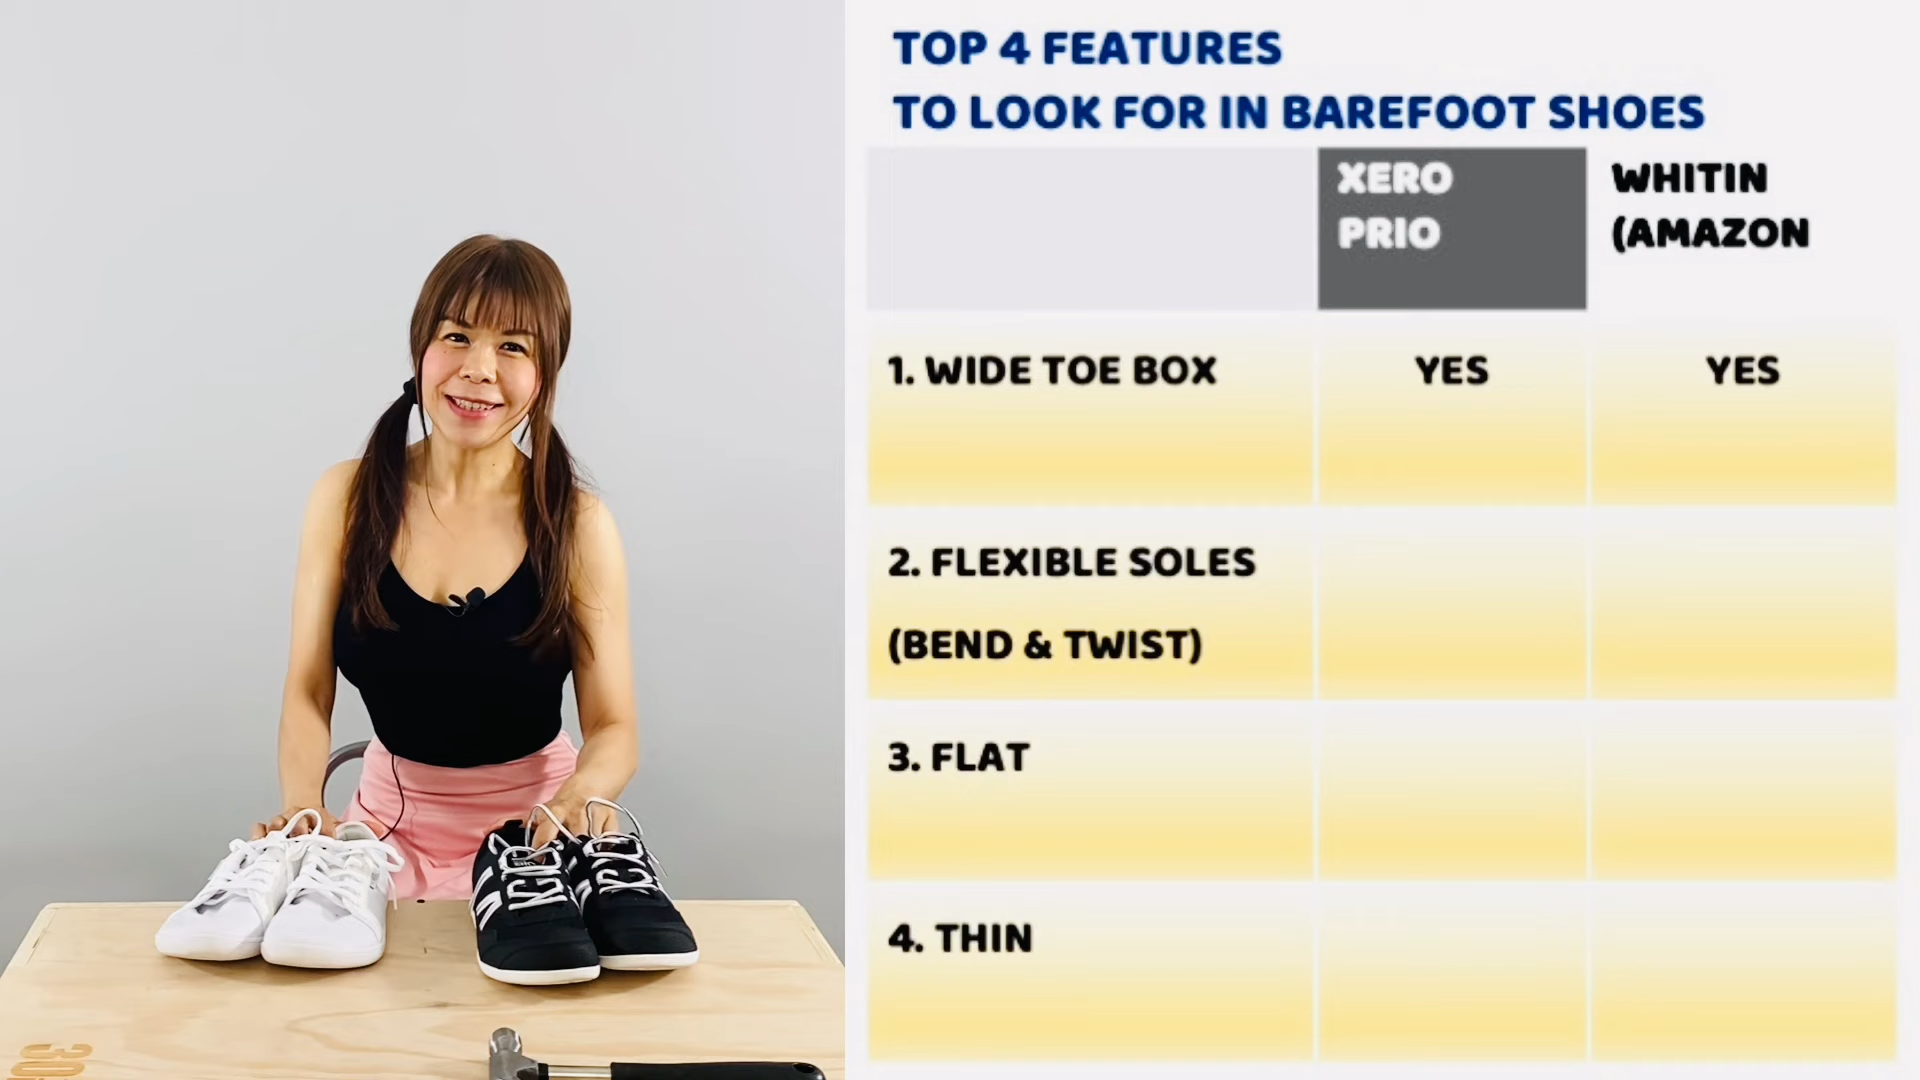 TOP 4 FEATURES
TO LOOK FOR IN BAREFOOT SHOES
XERO
PRIO
WHITIN
(AMAZON
1. WIDE TOE BOX
YES
YES
2. FLEXIBLE SOLES
(BEND & TWIST)
3. FLAT
4. THIN